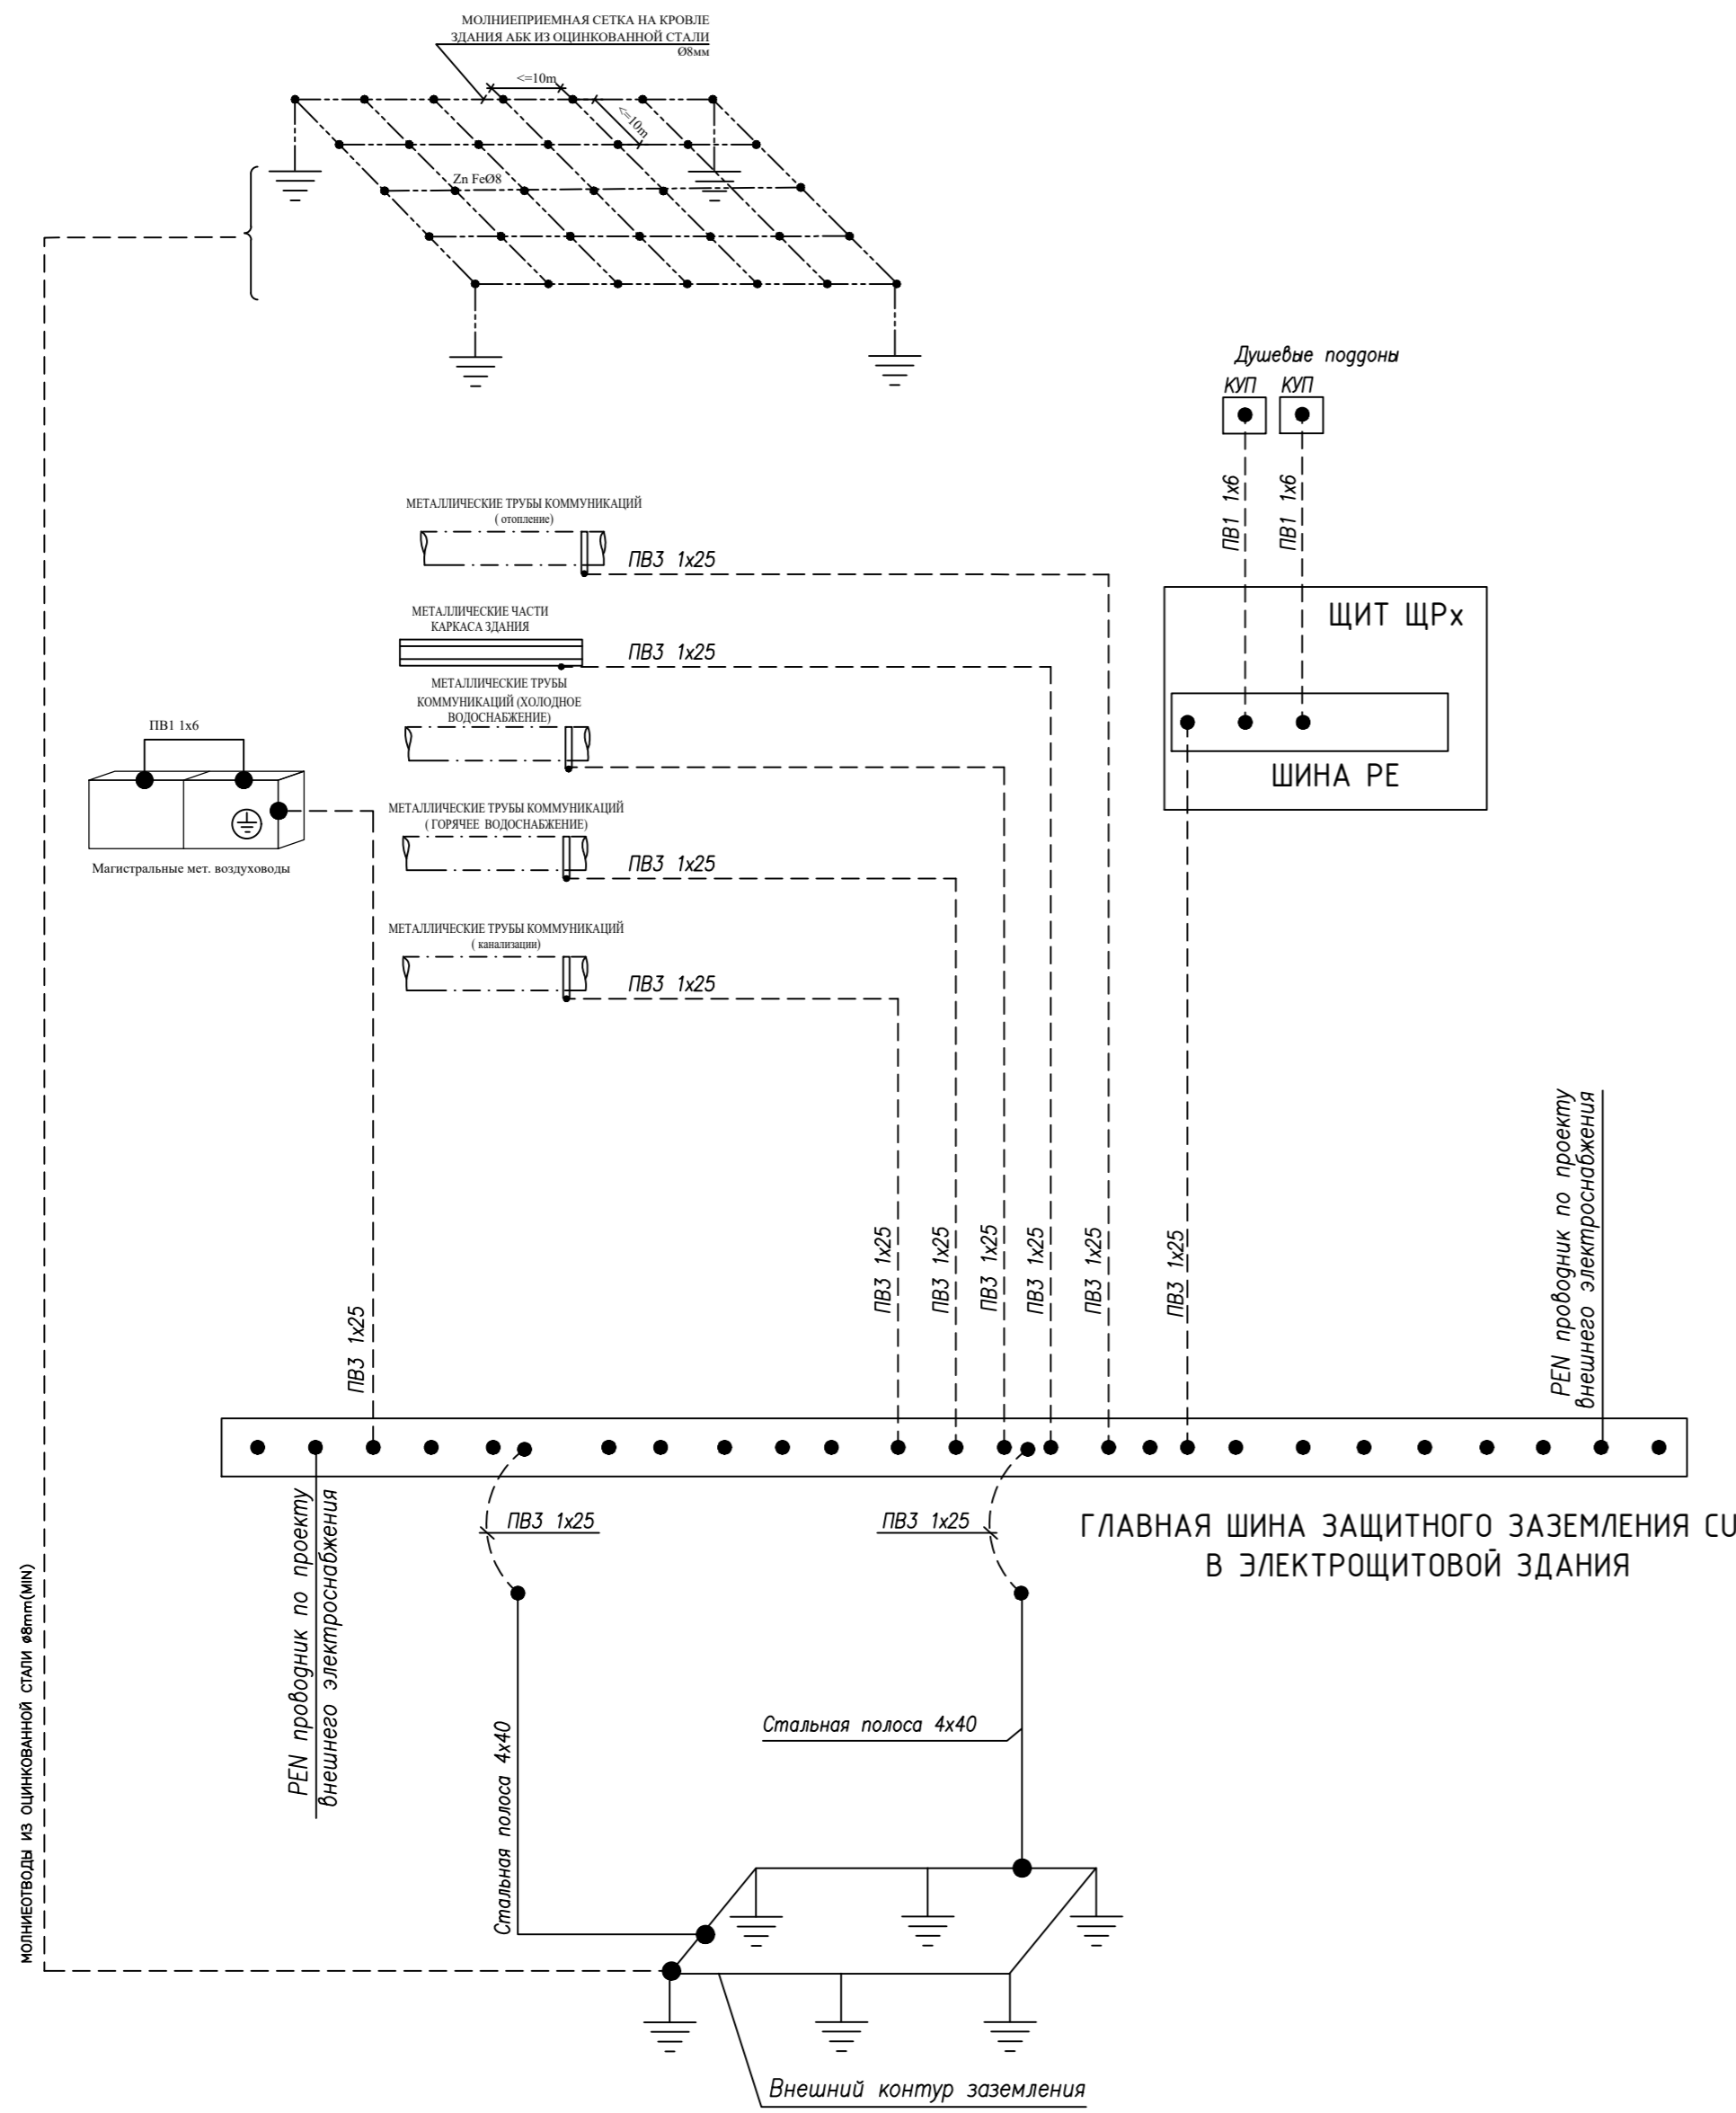 МОЛНИЕПРИЕМНАЯ СЕТКА НА КРОВЛЕ
ЗДАНИЯ АБК ИЗ ОЦИНКОВАННОЙ СТАЛИ
Ø8мм
<=10m
<=10m
Zn FeØ8
Душевые поддоны
КУП КУП
ПВ1 1х6
ПВ1 1х6
МЕТАЛЛИЧЕСКИЕ ТРУБЫ КОММУНИКАЦИЙ
( отопление)
ПВ3 1х25
ЩИТ ЩРх
МЕТАЛЛИЧЕСКИЕ ЧАСТИ
КАРКАСА ЗДАНИЯ
ПВ3 1х25
МЕТАЛЛИЧЕСКИЕ ТРУБЫ
КОММУНИКАЦИЙ (ХОЛОДНОЕ
ВОДОСНАБЖЕНИЕ)
ПВ1 1х6
ШИНА РЕ
МЕТАЛЛИЧЕСКИЕ ТРУБЫ КОММУНИКАЦИЙ
( ГОРЯЧЕЕ ВОДОСНАБЖЕНИЕ)
ПВ3 1х25
Магистральные мет. воздуховоды
МЕТАЛЛИЧЕСКИЕ ТРУБЫ КОММУНИКАЦИЙ
( канализации)
ПВ3 1х25
ПВ3 1х25
ПВ3 1х25
ПВ3 1х25
ПВ3 1х25
ПВ3 1х25
ПВ3 1х25
ПВ3 1х25
PEN проводник по проекту
внешнего электроснабжения
ПВ3 1х25
ПВ3 1х25
ГЛАВНАЯ ШИНА ЗАЩИТНОГО ЗАЗЕМЛЕНИЯ CU
В ЭЛЕКТРОЩИТОВОЙ ЗДАНИЯ
PEN проводник по проекту
внешнего электроснабжения
МОЛНИЕОТВОДЫ ИЗ ОЦИНКОВАННОЙ СТАЛИ ø8mm(MIN)
Стальная полоса 4х40
Стальная полоса 4х40
Внешний контур заземления